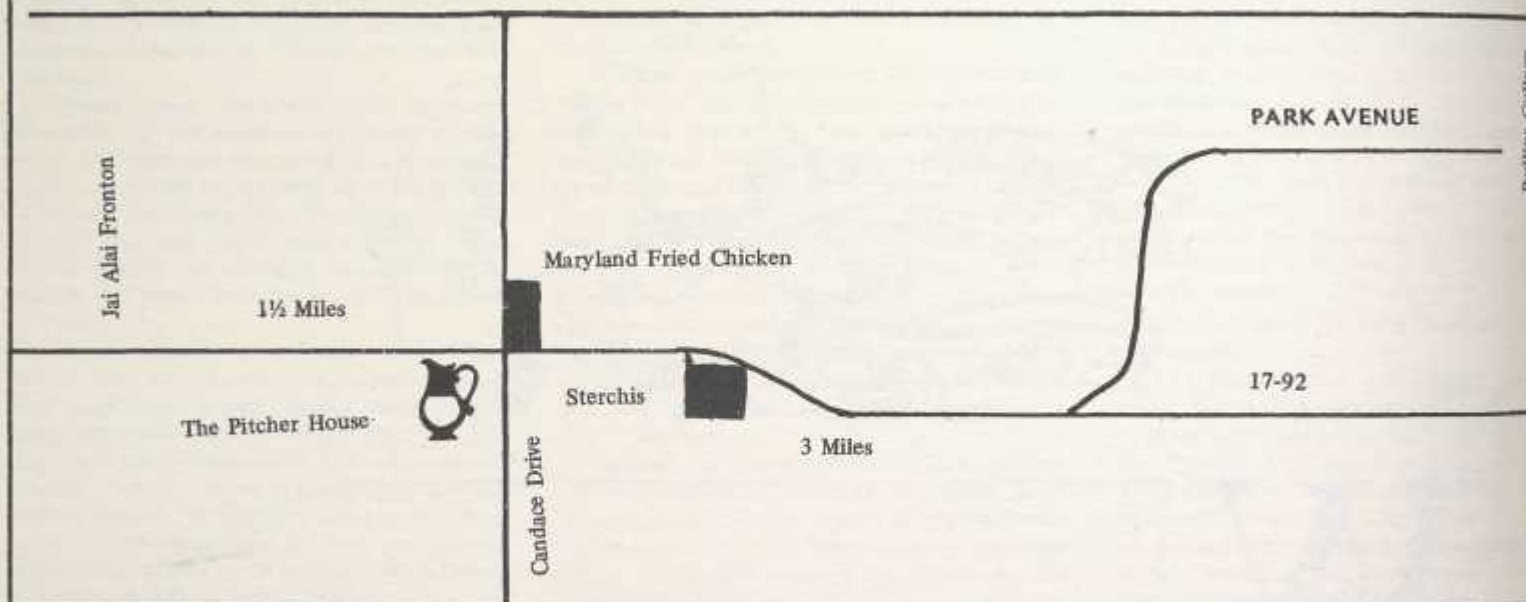 PARK AVENUE
Jai Alai Fronton
Maryland Fried Chicken
1½ Miles
Sterchis
17-92
The Pitcher House
3 Miles
Candace Drive